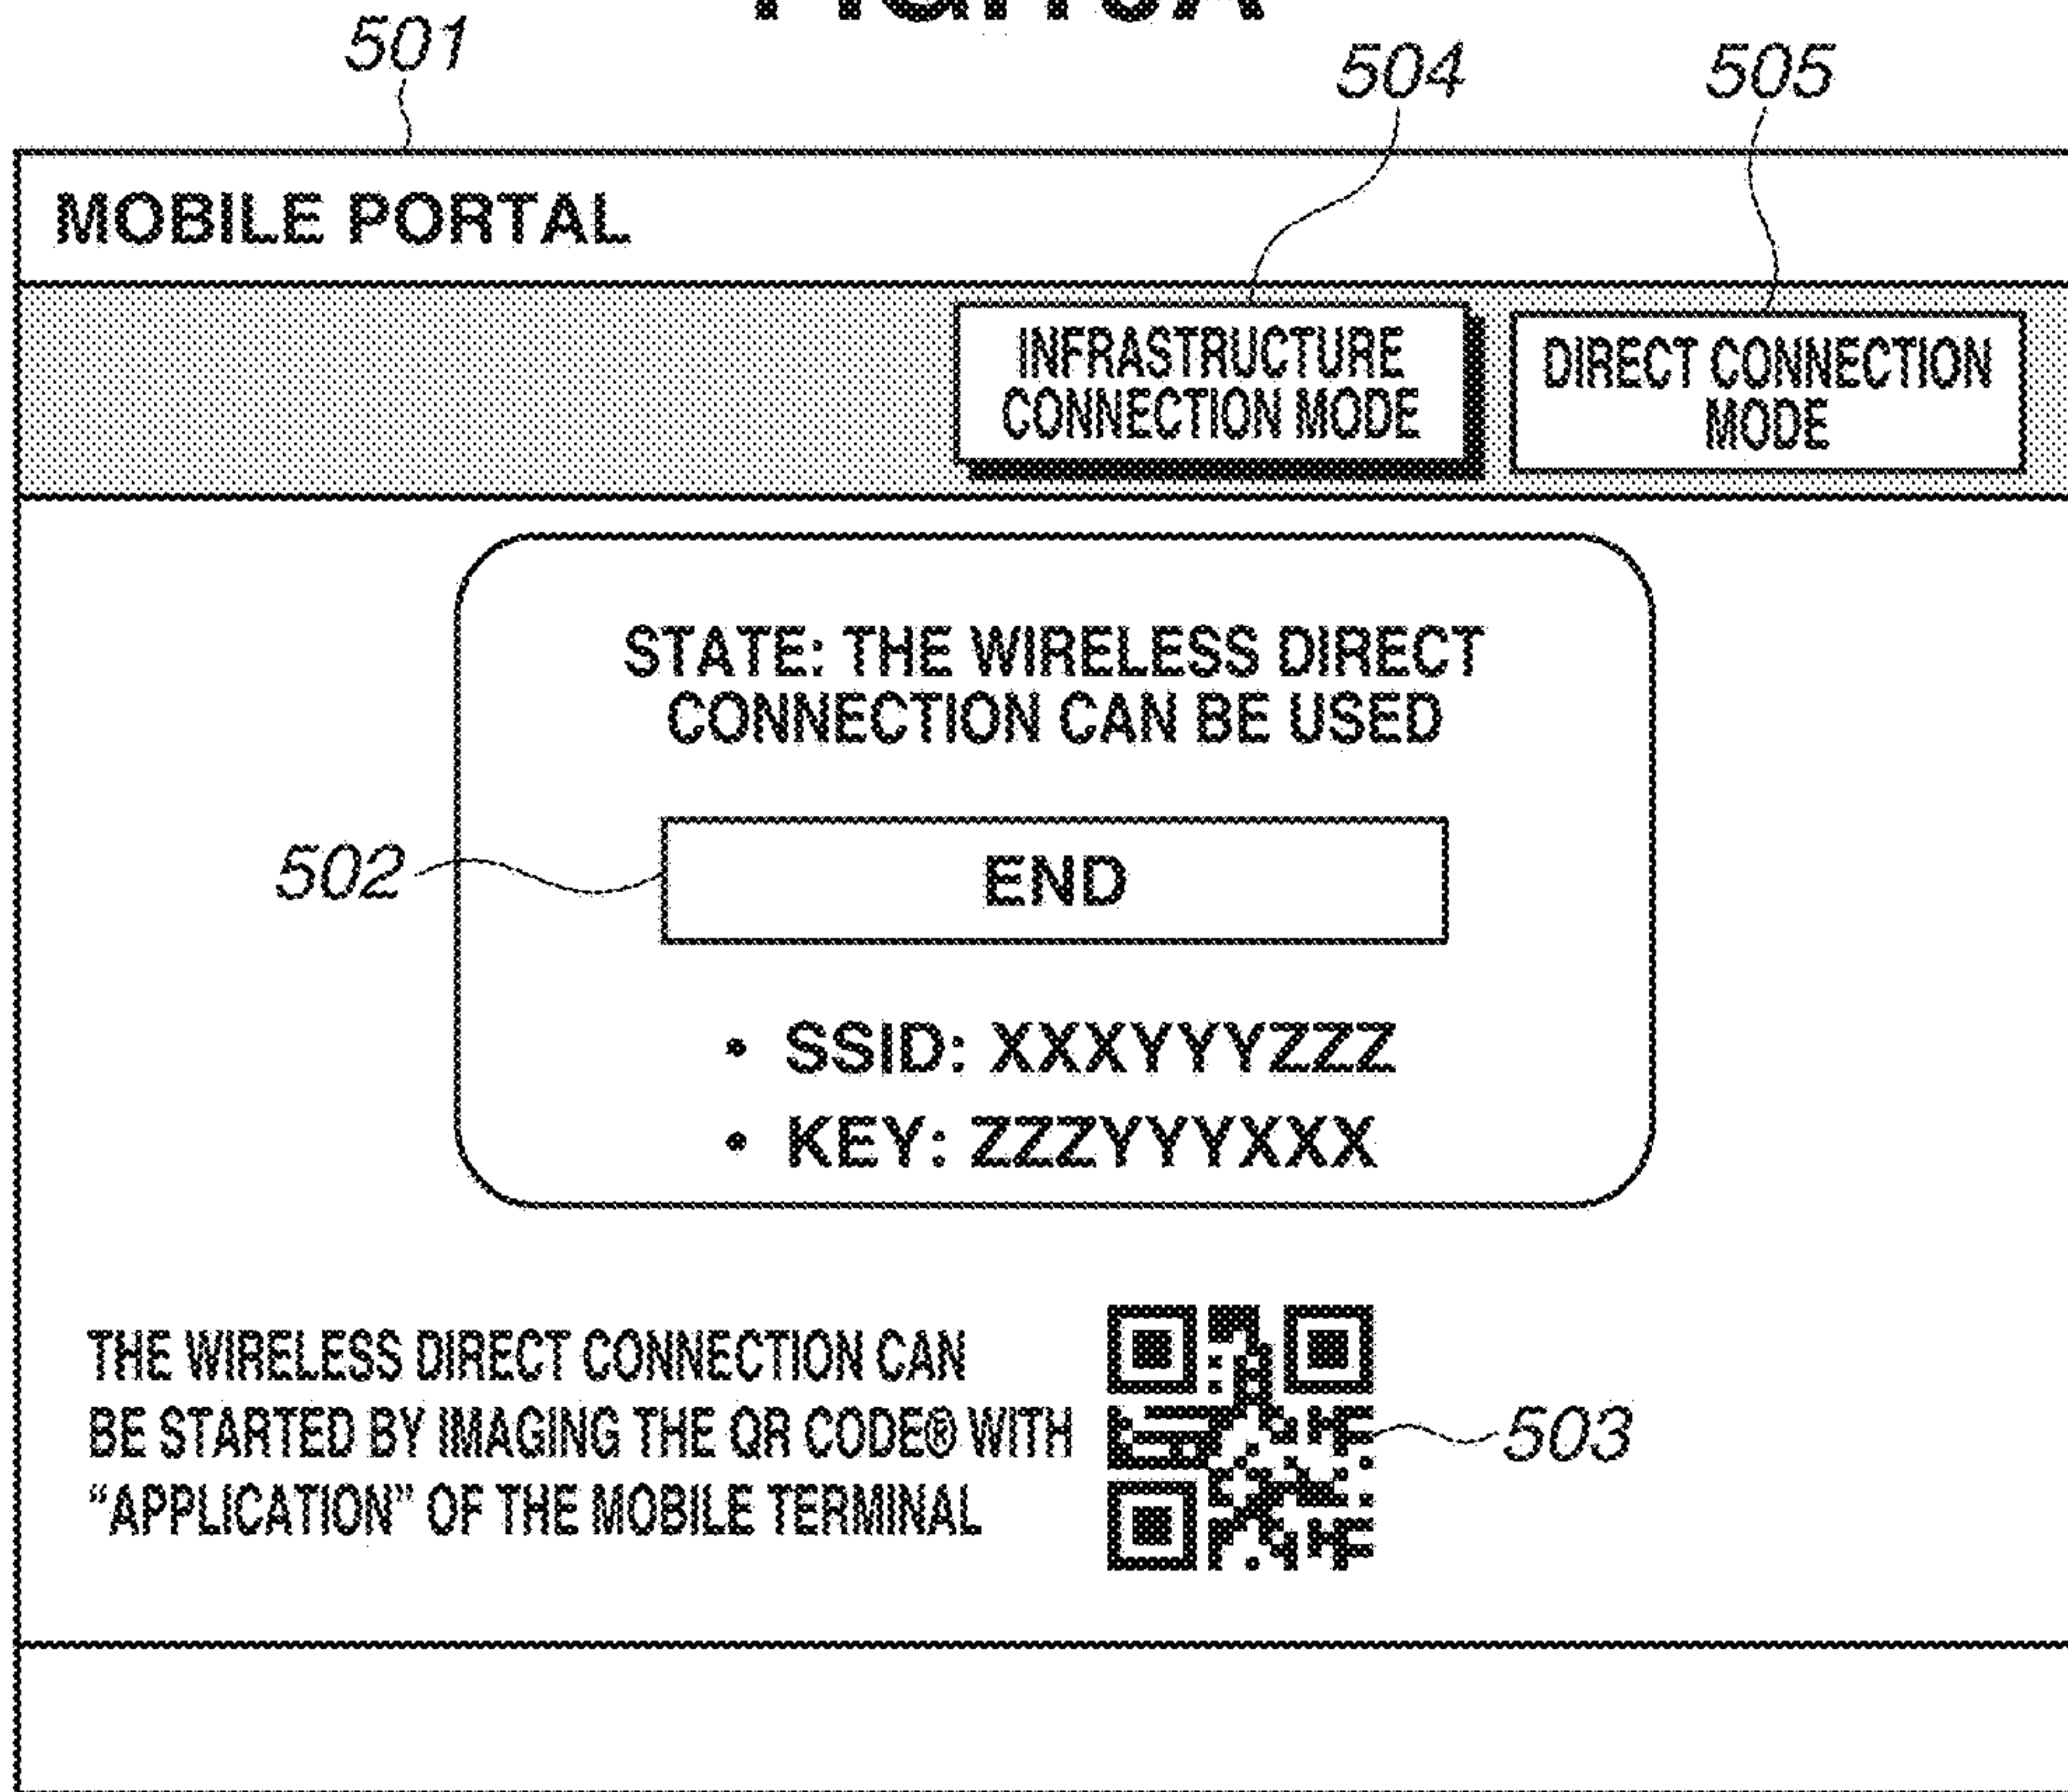 501
504
505
MOBILE PORTAL
INFRASTRUCTURE
CONNECTION MODE
DIRECT CONNECTION
MODE
STATE: THE WIRELESS DIRECT
CONNECTION CAN BE USED
502
END
• SSID: XXXYYYZZZ
• KEY: ZZZYYYXXX
THE WIRELESS DIRECT CONNECTION CAN
BE STARTED BY IMAGING THE QR CODE® WITH
“APPLICATION” OF THE MOBILE TERMINAL
503